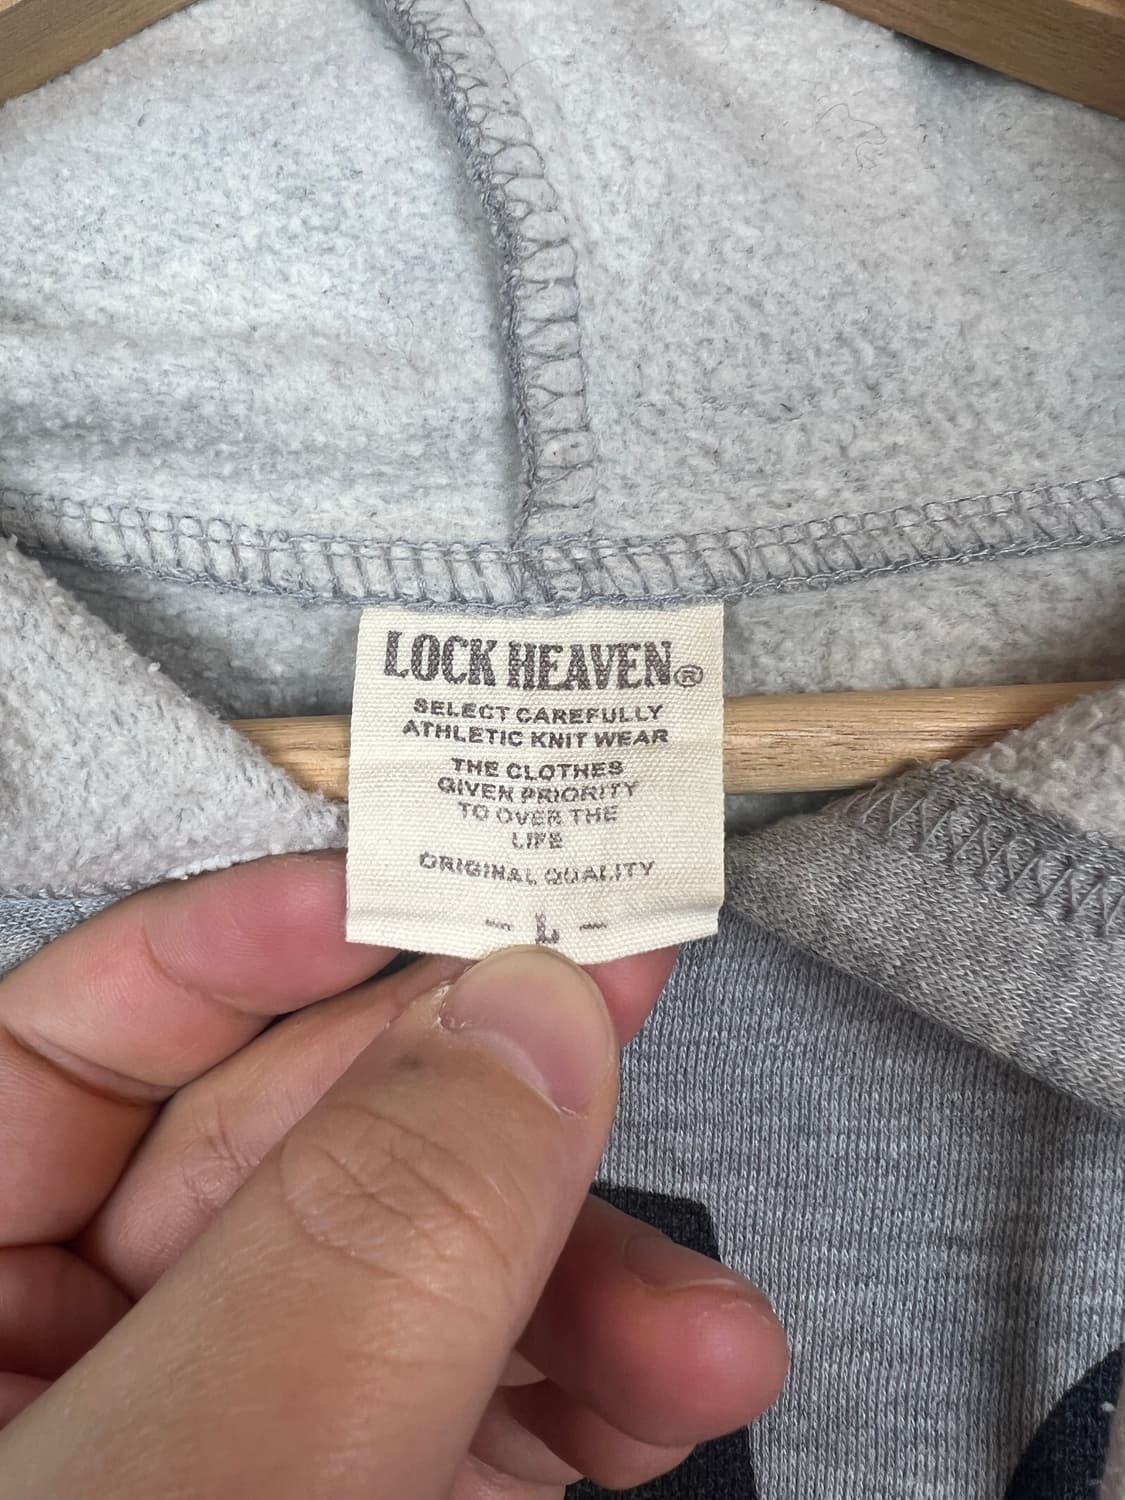 LOCK HEAVEN®
SELECT CAREFULLY
ATHLETIC KNIT WEAR
THE CLOTHES
GIVEN PRIORITY
TO OVER THE
LIFE
ORIGINAL QUALITY
- L -